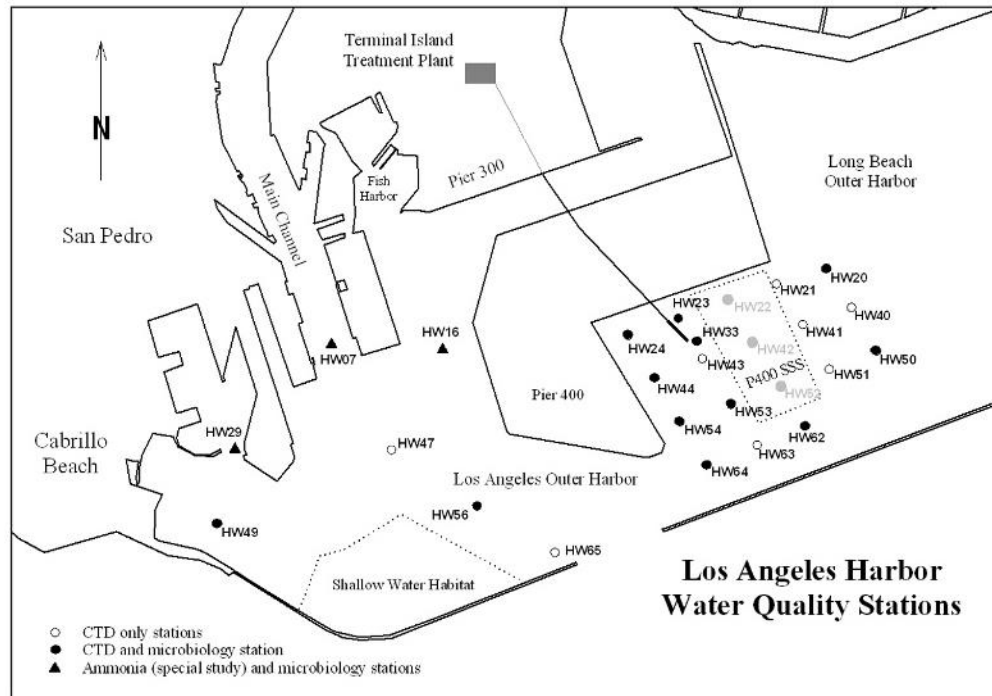 Terminal Island
Treatment Plant
N
Main Channel
Fish
Harbor
Pier 300
Long Beach
Outer Harbor
San Pedro
HW20
HW21
HW22
HW23
HW40
HW33
HW41
HW16
HW24
HW42
HW07
HW43
HW50
HW51
P400 SSS
HW44
HW52
Pier 400
HW53
HW29
HW54
HW62
Cabrillo
Beach
HW47
HW63
HW64
Los Angeles Outer Harbor
HW56
HW49
HW65
Shallow Water Habitat
Los Angeles Harbor
Water Quality Stations
CTD only stations
CTD and microbiology station
Ammonia (special study) and microbiology stations